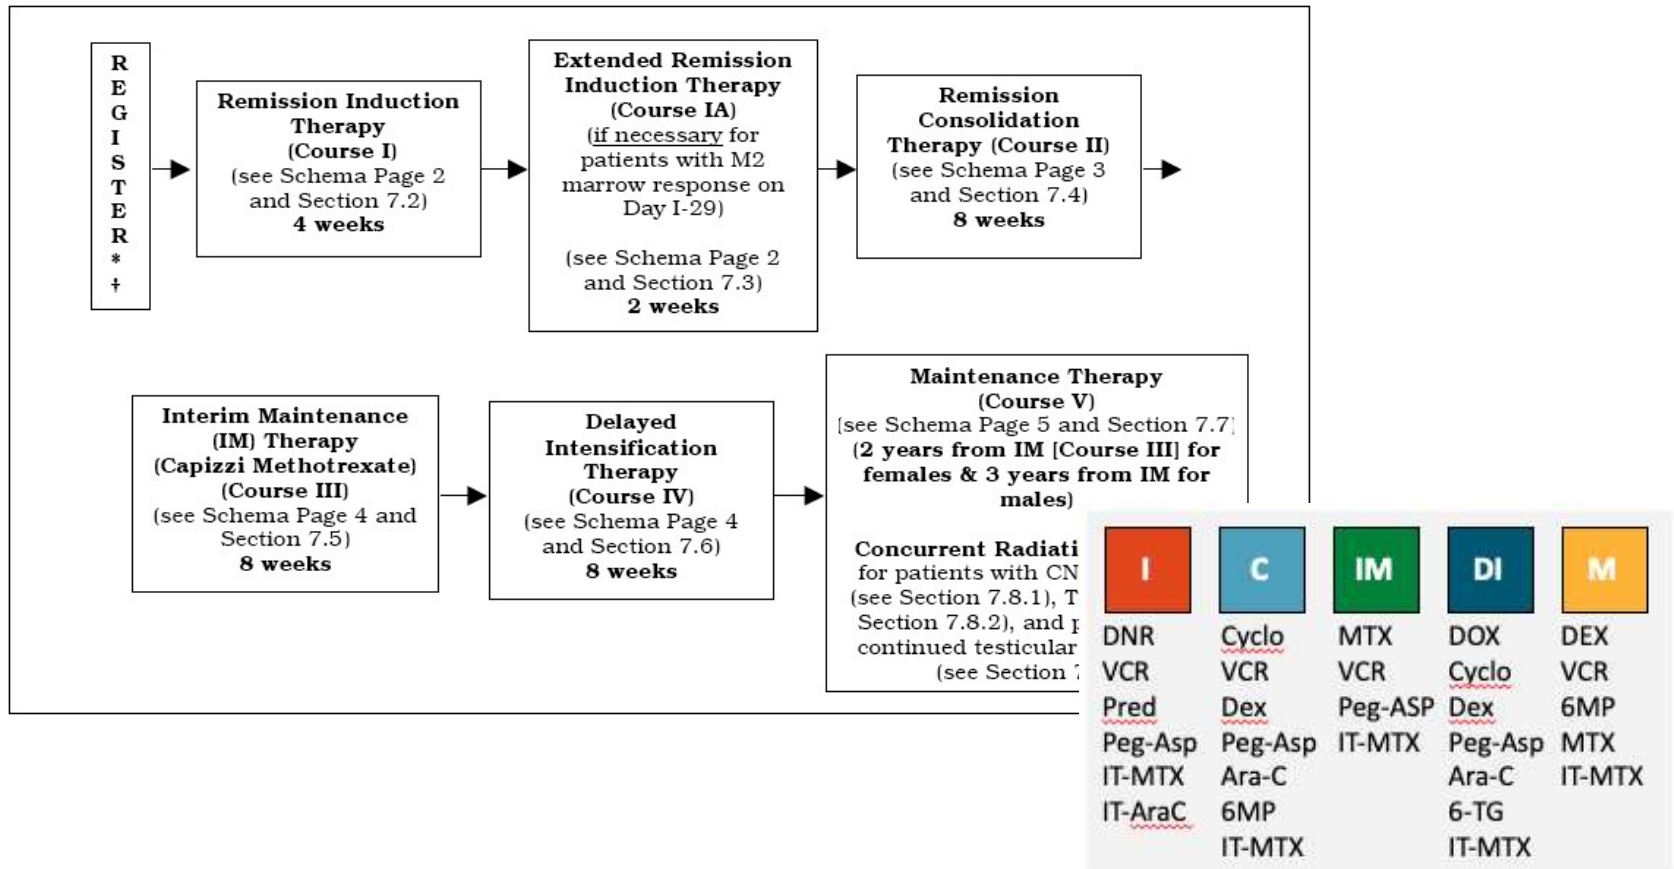 REGISTER*†
Remission Induction
Therapy
(Course I)
(see Schema Page 2
and Section 7.2)
4 weeks
Extended Remission
Induction Therapy
(Course IA)
(if necessary for
patients with M2
marrow response on
Day I-29)
(see Schema Page 2
and Section 7.3)
2 weeks
Remission
Consolidation
Therapy (Course II)
(see Schema Page 3
and Section 7.4)
8 weeks
Interim Maintenance
(IM) Therapy
(Capizzi Methotrexate)
(Course III)
(see Schema Page 4 and
Section 7.5)
8 weeks
Delayed
Intensification
Therapy
(Course IV)
(see Schema Page 4
and Section 7.6)
8 weeks
Maintenance Therapy
(Course V)
(see Schema Page 5 and Section 7.7)
(2 years from IM [Course III] for
females & 3 years from IM for
males)
Concurrent Radiati
for patients with CN
(see Section 7.8.1), T
Section 7.8.2), and p
continued testicular
(see Section 7
I
DNR
VCR
Pred
Peg-Asp
IT-MTX
IT-AraC
C
Cyclo
VCR
Dex
Peg-Asp
Ara-C
6MP
IT-MTX
IM
MTX
VCR
Peg-ASP
IT-MTX
DI
DOX
Cyclo
Dex
Peg-Asp
Ara-C
6-TG
IT-MTX
M
DEX
VCR
6MP
MTX
IT-MTX